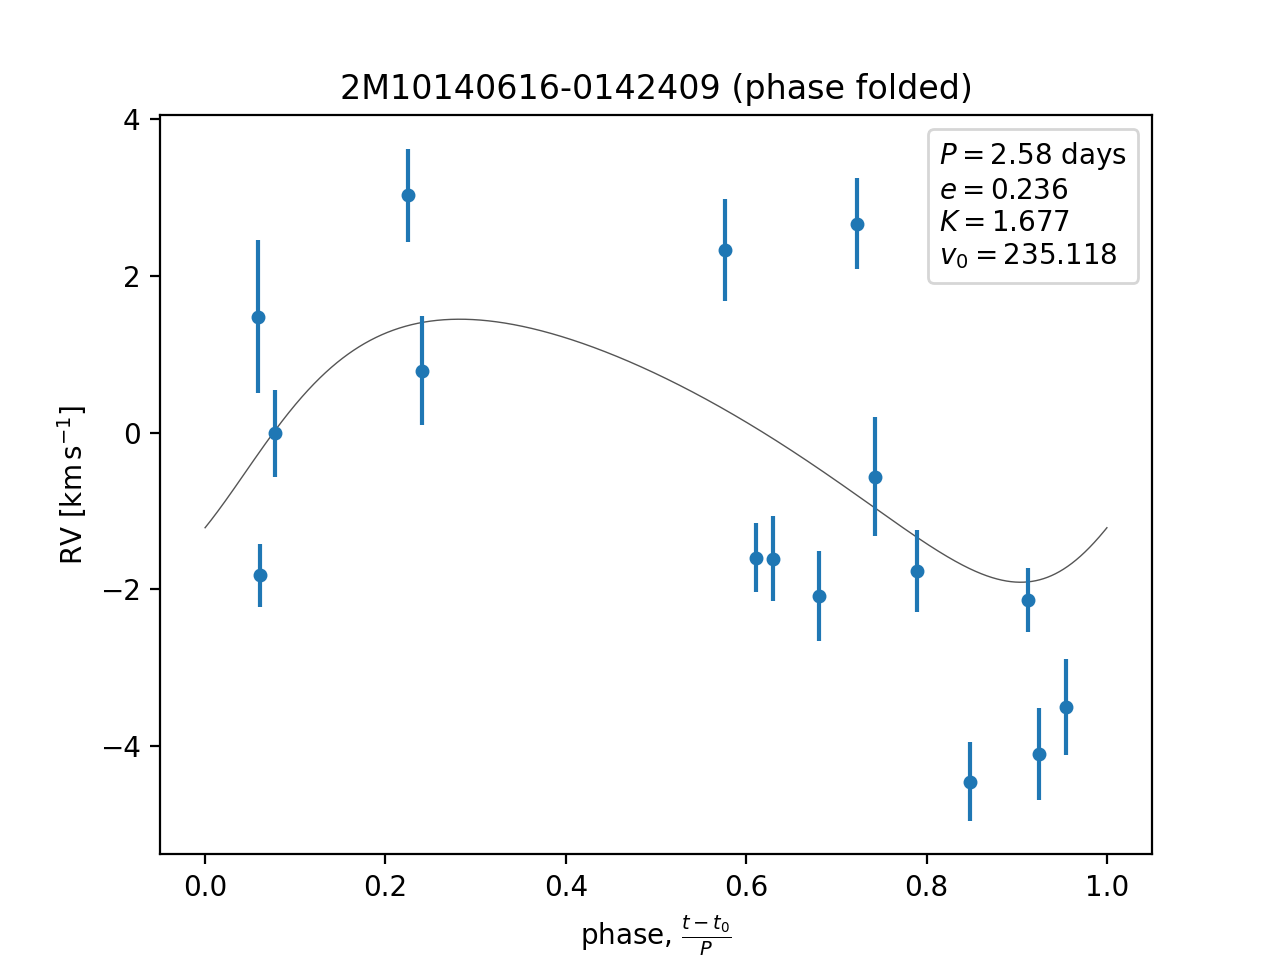 2M10140616-0142409 (phase folded)
P = 2.58 days
e = 0.236
K = 1.677
v₀ = 235.118
4
2
0
−2
−4
RV [km s⁻¹]
0.0 0.2 0.4 0.6 0.8 1.0
phase, (t − t₀)/P